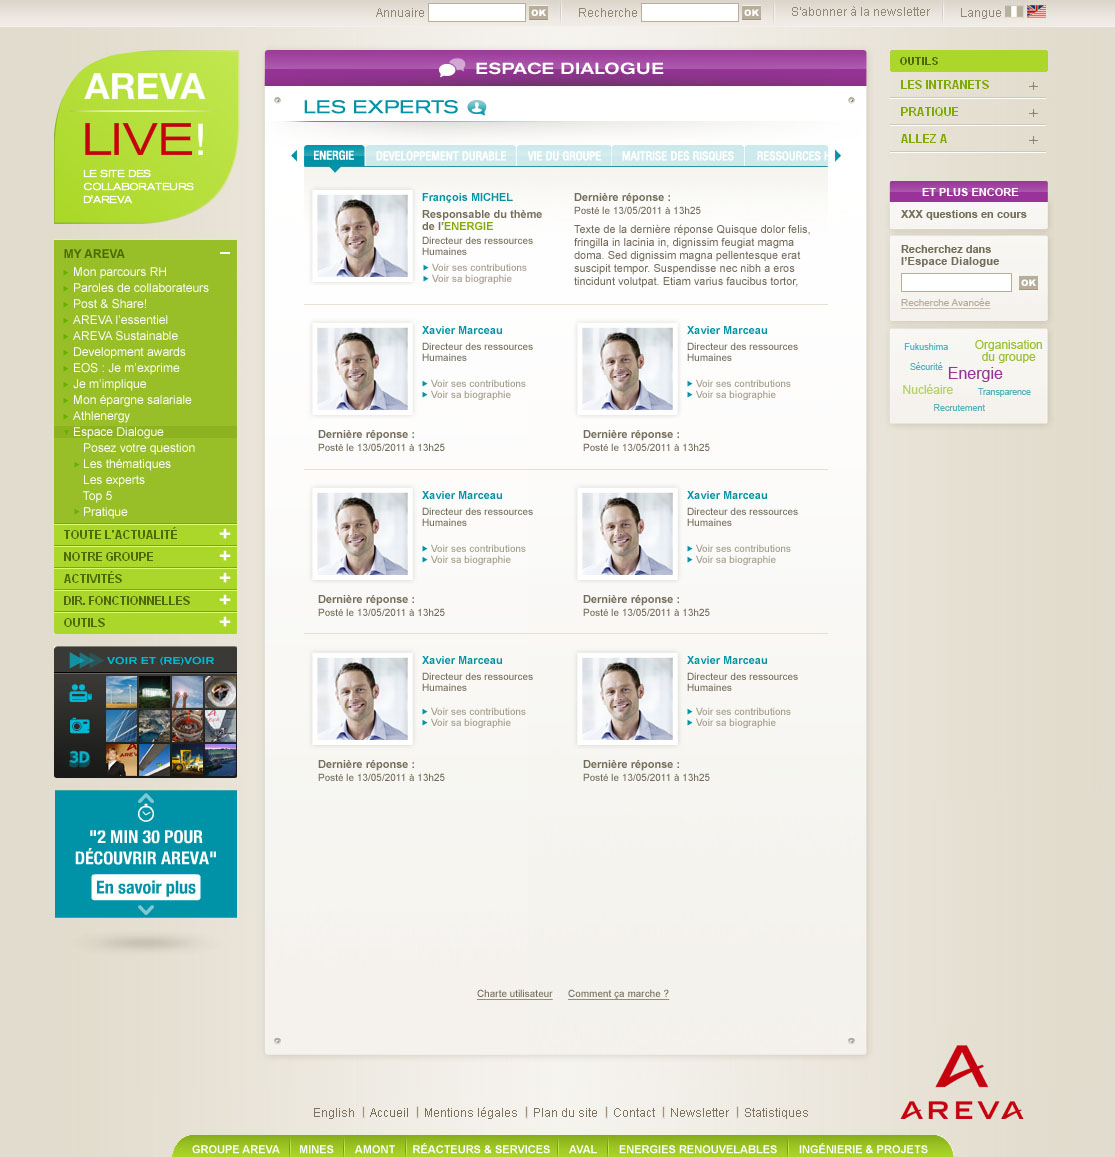 Annuaire OK Recherche OK S'abonner à la newsletter Langue
AREVA
LIVE!
LE SITE DES
COLLABORATEURS
D'AREVA
MY AREVA
Mon parcours RH
Paroles de collaborateurs
Post & Share!
AREVA l'essentiel
AREVA Sustainable
Development awards
EOS : Je m'exprime
Je m'implique
Mon épargne salariale
Athlenergy
Espace Dialogue
Posez votre question
Les thématiques
Les experts
Top 5
Pratique
TOUTE L'ACTUALITÉ
NOTRE GROUPE
ACTIVITÉS
DIR. FONCTIONNELLES
OUTILS
VOIR ET (RE)VOIR
3D
"2 MIN 30 POUR
DÉCOUVRIR AREVA"
En savoir plus
ESPACE DIALOGUE
LES EXPERTS
ENERGIE DEVELOPPEMENT DURABLE VIE DU GROUPE MAITRISE DES RISQUES RESSOURCES
François MICHEL
Responsable du thème
de l'ENERGIE
Directeur des ressources
Humaines
Voir ses contributions
Voir sa biographie
Dernière réponse :
Posté le 13/05/2011 à 13h25
Texte de la dernière réponse Quisque dolor felis,
fringilla in lacinia in, dignissim feugiat magma
doma. Sed dignissim magna pellentesque erat
suscipit tempor. Suspendisse nec nibh a eros
tincidunt volutpat. Etiam varius faucibus tortor,
Xavier Marceau
Directeur des ressources
Humaines
Voir ses contributions
Voir sa biographie
Dernière réponse :
Posté le 13/05/2011 à 13h25
Xavier Marceau
Directeur des ressources
Humaines
Voir ses contributions
Voir sa biographie
Dernière réponse :
Posté le 13/05/2011 à 13h25
Xavier Marceau
Directeur des ressources
Humaines
Voir ses contributions
Voir sa biographie
Dernière réponse :
Posté le 13/05/2011 à 13h25
Xavier Marceau
Directeur des ressources
Humaines
Voir ses contributions
Voir sa biographie
Dernière réponse :
Posté le 13/05/2011 à 13h25
Xavier Marceau
Directeur des ressources
Humaines
Voir ses contributions
Voir sa biographie
Dernière réponse :
Posté le 13/05/2011 à 13h25
Xavier Marceau
Directeur des ressources
Humaines
Voir ses contributions
Voir sa biographie
Dernière réponse :
Posté le 13/05/2011 à 13h25
Charte utilisateur Comment ça marche ?
OUTILS
LES INTRANETS
PRATIQUE
ALLEZ A
ET PLUS ENCORE
XXX questions en cours
Recherchez dans
l'Espace Dialogue
OK
Recherche Avancée
Fukushima
Organisation
du groupe
Sécurité
Energie
Nucléaire
Transparence
Recrutement
AREVA
English Accueil Mentions légales Plan du site Contact Newsletter Statistiques
GROUPE AREVA MINES AMONT RÉACTEURS & SERVICES AVAL ENERGIES RENOUVELABLES INGÉNIERIE & PROJETS